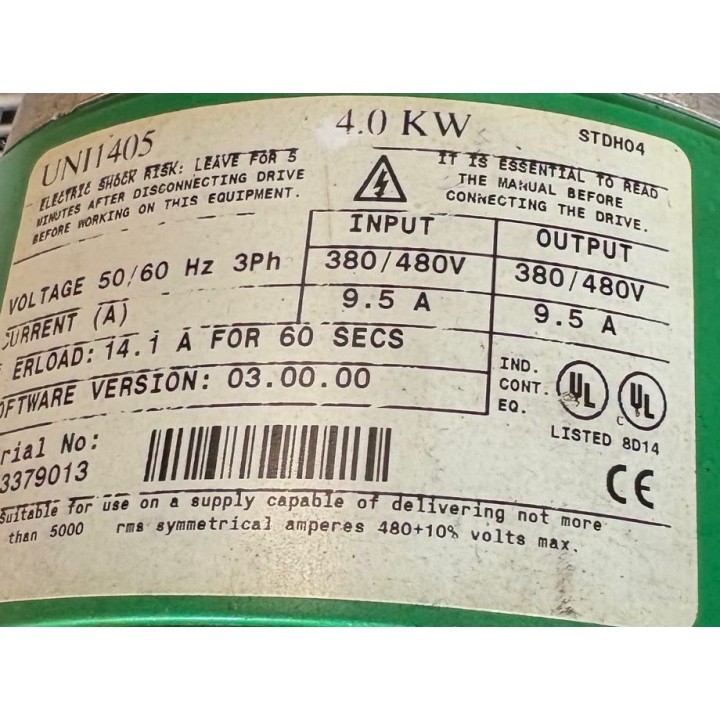 UNI1405 4.0 KW STDH04
ELECTRIC SHOCK RISK: LEAVE FOR 5
MINUTES AFTER DISCONNECTING DRIVE
BEFORE WORKING ON THIS EQUIPMENT.
IT IS ESSENTIAL TO READ
THE MANUAL BEFORE
CONNECTING THE DRIVE.
INPUT OUTPUT
VOLTAGE 50/60 Hz 3Ph 380/480V 380/480V
CURRENT (A) 9.5 A 9.5 A
ERLOAD: 14.1 A FOR 60 SECS
OFTWARE VERSION: 03.00.00
IND.
CONT.
EQ.
UL C UL
LISTED 8D14
rial No:
3379013
CE
Suitable for use on a supply capable of delivering not more
than 5000 rms symmetrical amperes 480+10% volts max.